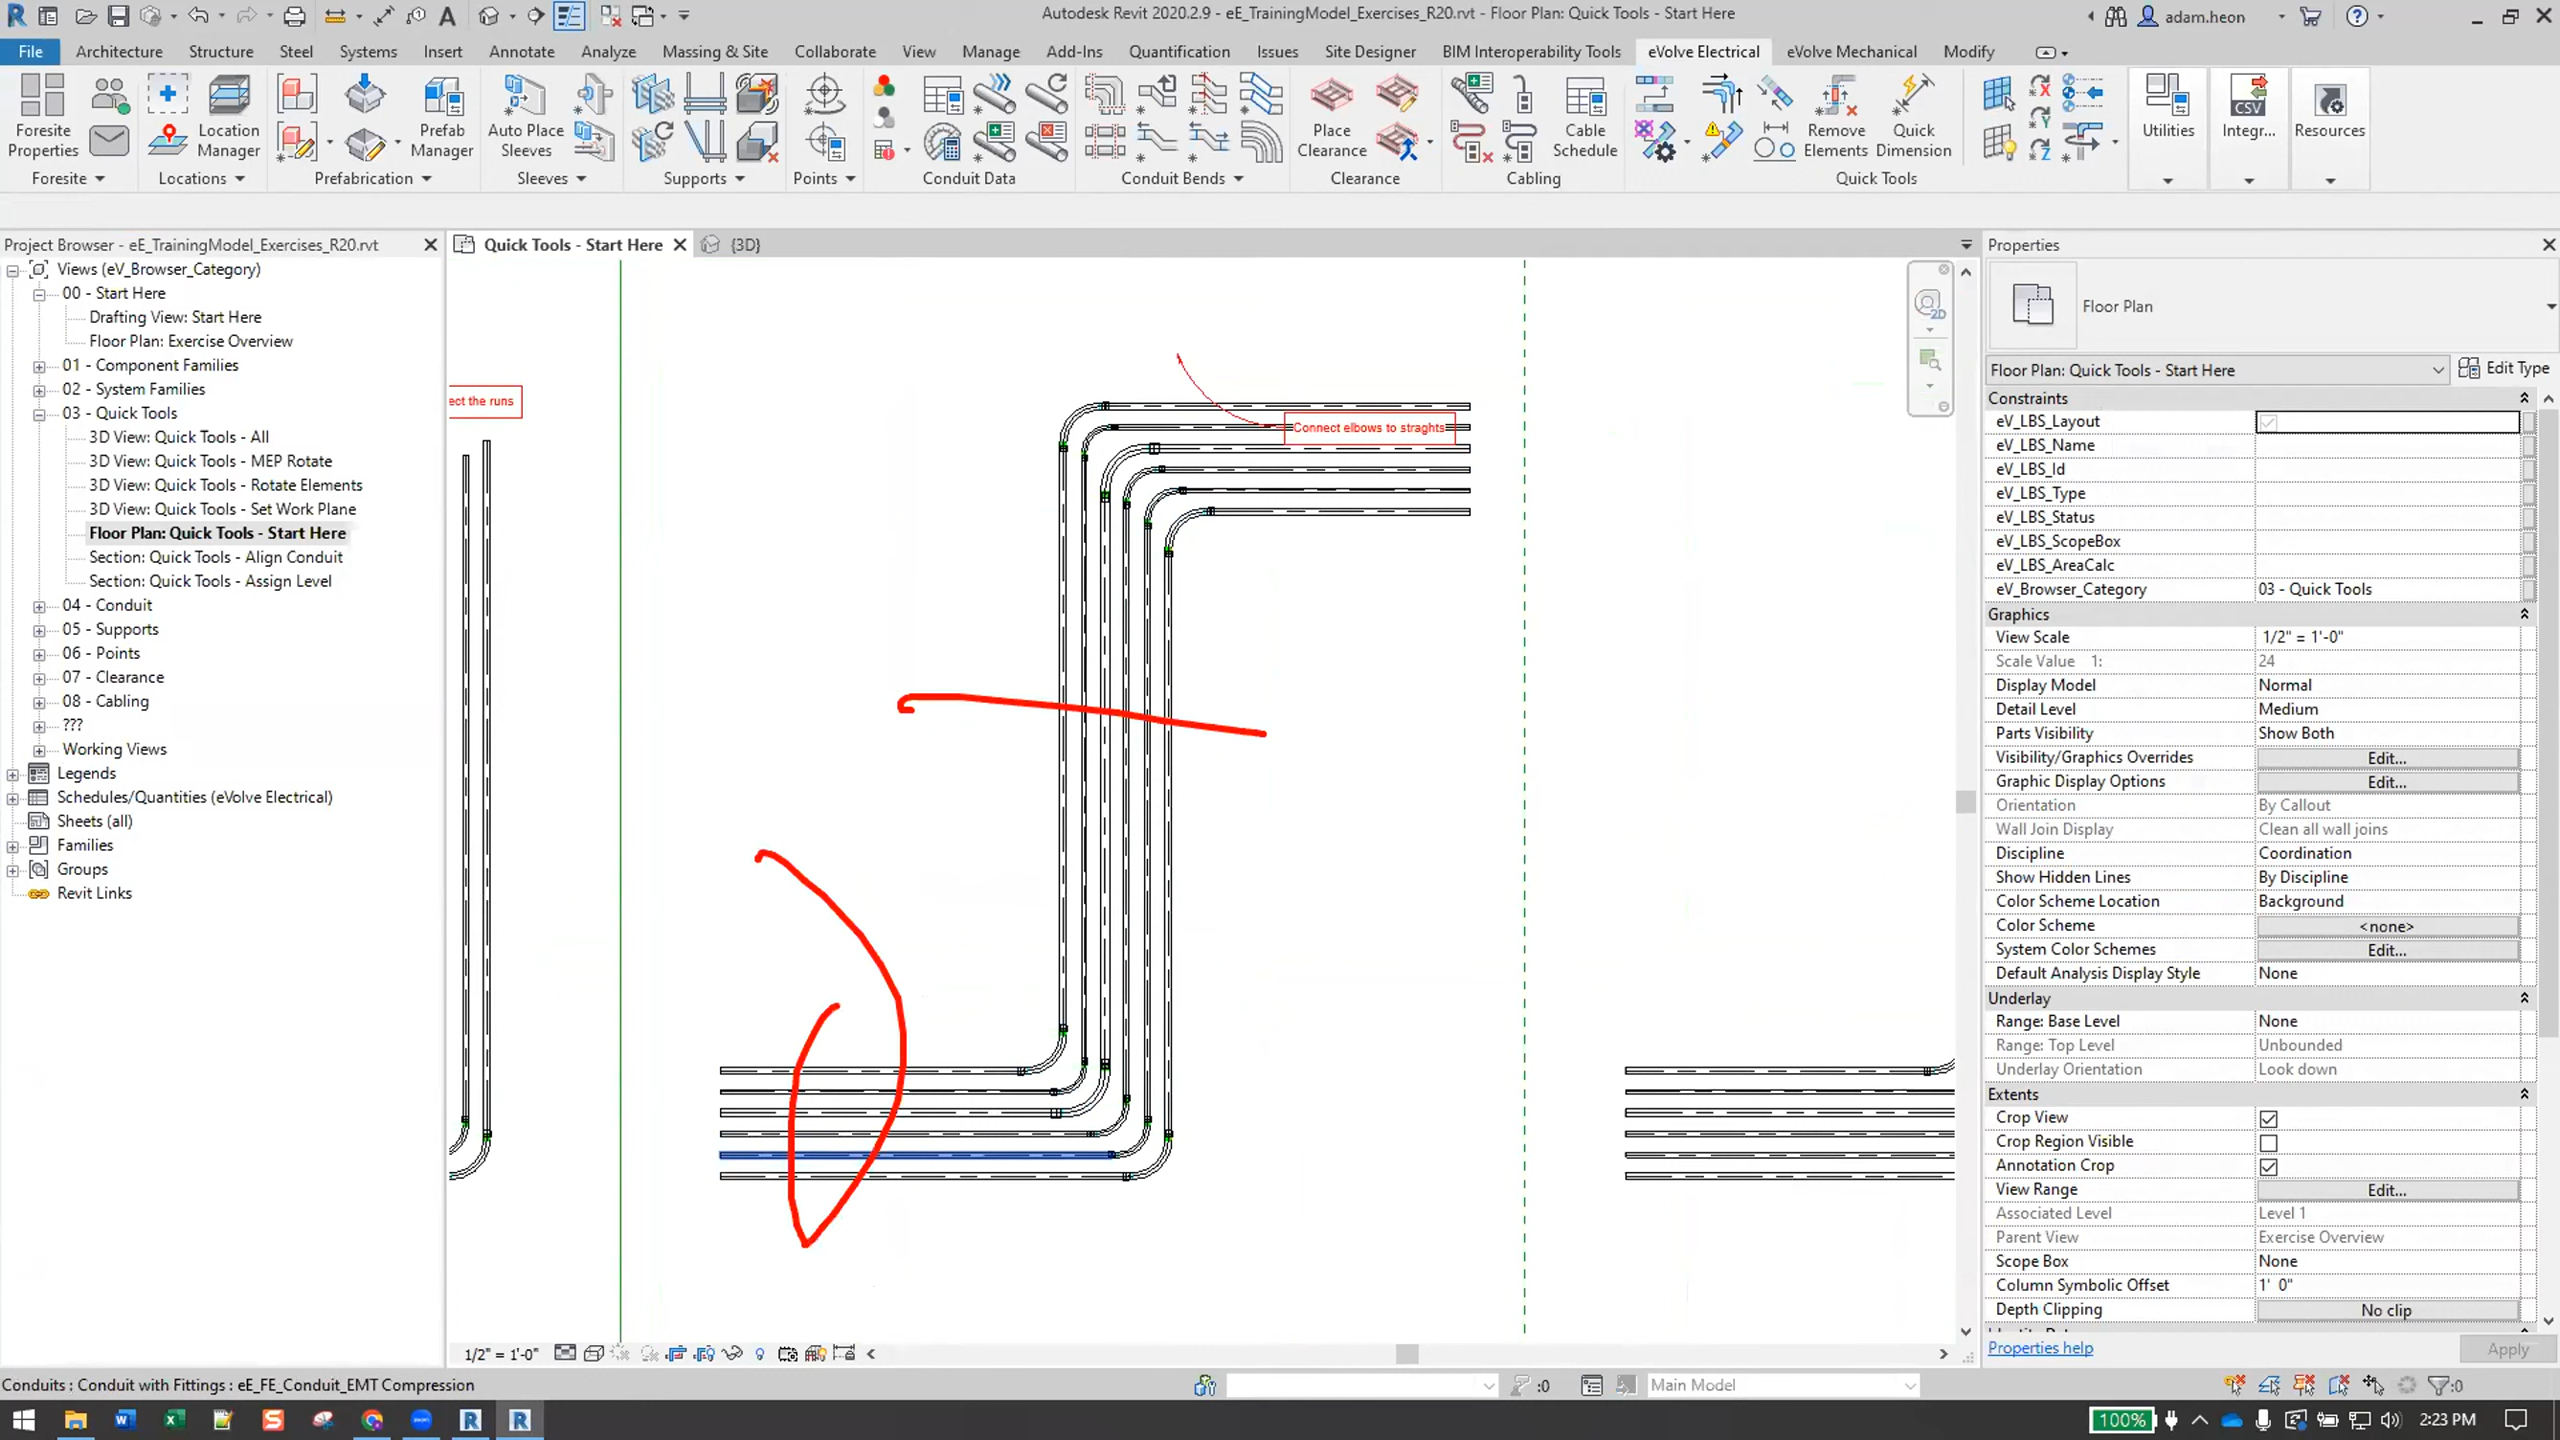 Autodesk Revit 2020.2.9 - eE_TrainingModel_Exercises_R20.rvt - Floor Plan: Quick Tools - Start Here
adam.heon
File Architecture Structure Steel Systems Insert Annotate Analyze Massing & Site Collaborate View Manage Add-Ins Quantification Issues Site Designer BIM Interoperability Tools eVolve Electrical eVolve Mechanical Modify
Foresite Properties
Location Manager
Prefab Manager
Auto Place Sleeves
Place Clearance
Cable Schedule
Remove Elements
Quick Dimension
Utilities
CSV
Integr...
Resources
Foresite Locations Prefabrication Sleeves Supports Points Conduit Data Conduit Bends Clearance Cabling Quick Tools
Project Browser - eE_TrainingModel_Exercises_R20.rvt
Views (eV_Browser_Category)
00 - Start Here
Drafting View: Start Here
Floor Plan: Exercise Overview
01 - Component Families
02 - System Families
03 - Quick Tools
3D View: Quick Tools - All
3D View: Quick Tools - MEP Rotate
3D View: Quick Tools - Rotate Elements
3D View: Quick Tools - Set Work Plane
Floor Plan: Quick Tools - Start Here
Section: Quick Tools - Align Conduit
Section: Quick Tools - Assign Level
04 - Conduit
05 - Supports
06 - Points
07 - Clearance
08 - Cabling
???
Working Views
Legends
Schedules/Quantities (eVolve Electrical)
Sheets (all)
Families
Groups
Revit Links
Quick Tools - Start Here
{3D}
ect the runs
Connect elbows to straghts
2D
Properties
Floor Plan
Floor Plan: Quick Tools - Start Here
Edit Type
Constraints
eV_LBS_Layout
eV_LBS_Name
eV_LBS_Id
eV_LBS_Type
eV_LBS_Status
eV_LBS_ScopeBox
eV_LBS_AreaCalc
eV_Browser_Category 03 - Quick Tools
Graphics
View Scale 1/2" = 1'-0"
Scale Value 1: 24
Display Model Normal
Detail Level Medium
Parts Visibility Show Both
Visibility/Graphics Overrides Edit...
Graphic Display Options Edit...
Orientation By Callout
Wall Join Display Clean all wall joins
Discipline Coordination
Show Hidden Lines By Discipline
Color Scheme Location Background
Color Scheme <none>
System Color Schemes Edit...
Default Analysis Display Style None
Underlay
Range: Base Level None
Range: Top Level Unbounded
Underlay Orientation Look down
Extents
Crop View
Crop Region Visible
Annotation Crop
View Range Edit...
Associated Level Level 1
Parent View Exercise Overview
Scope Box None
Column Symbolic Offset 1' 0"
Depth Clipping No clip
Properties help
Apply
1/2" = 1'-0"
Conduits : Conduit with Fittings : eE_FE_Conduit_EMT Compression
:0
Main Model
:0
100%
2:23 PM